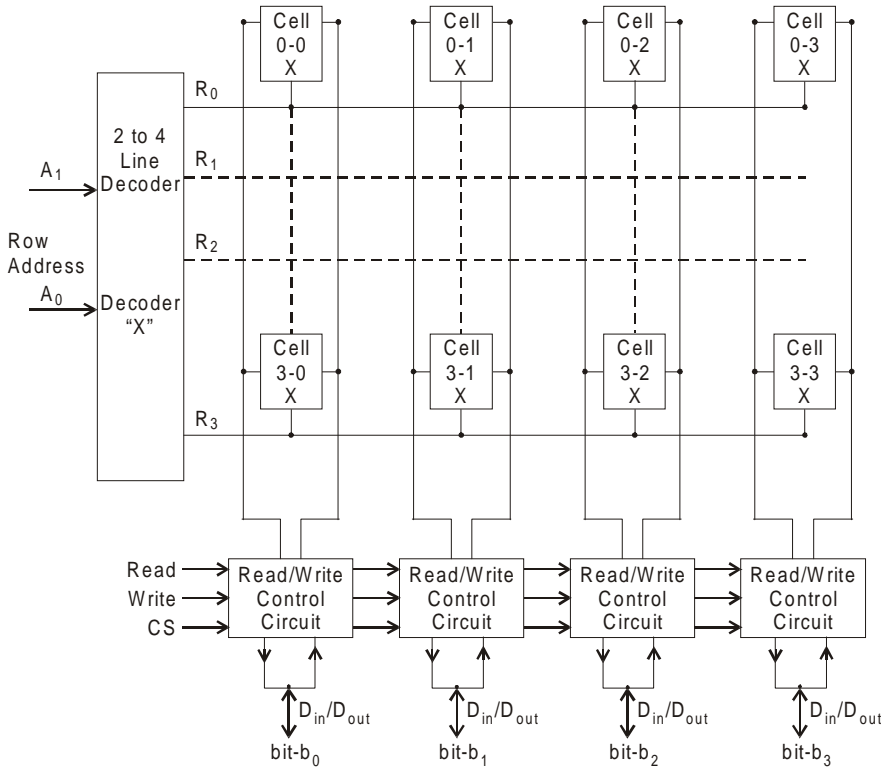 Cell
0-0
X
Cell
0-1
X
Cell
0-2
X
Cell
0-3
X
R0
2 to 4
Line
Decoder
R1
A1
R2
Row
Address
A0
Decoder
“X”
Cell
3-0
X
Cell
3-1
X
Cell
3-2
X
Cell
3-3
X
R3
Read
Write
CS
Read/Write
Control
Circuit
Read/Write
Control
Circuit
Read/Write
Control
Circuit
Read/Write
Control
Circuit
Din/Dout
Din/Dout
Din/Dout
Din/Dout
bit-b0
bit-b1
bit-b2
bit-b3